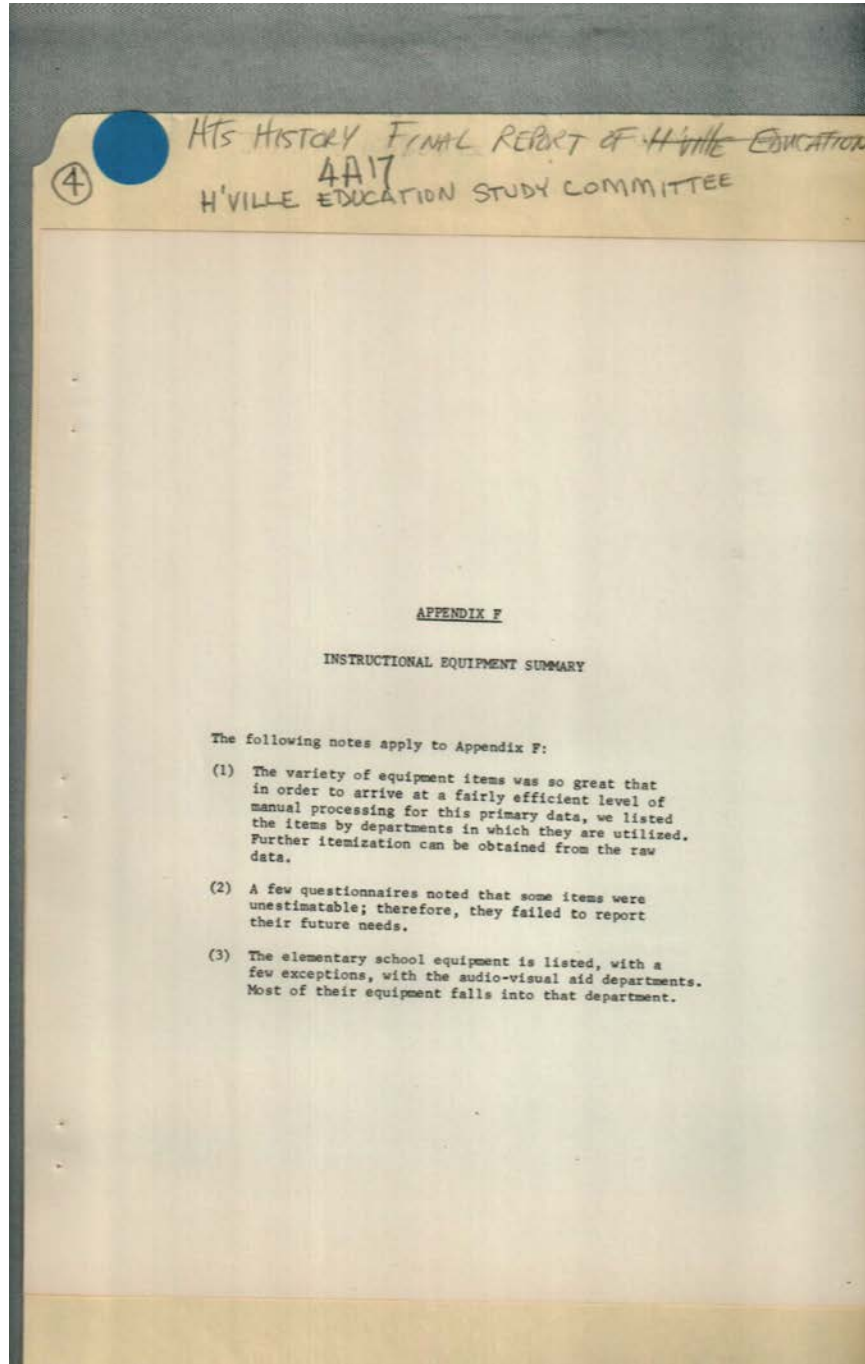 HTS HISTORY FINAL REPORT OF H'VILLE EDUCATION
4A17
④
H'VILLE EDUCATION STUDY COMMITTEE
APPENDIX F
INSTRUCTIONAL EQUIPMENT SUMMARY
The following notes apply to Appendix F:
(1) The variety of equipment items was so great that
in order to arrive at a fairly efficient level of
manual processing for this primary data, we listed
the items by departments in which they are utilized.
Further itemization can be obtained from the raw
data.
(2) A few questionnaires noted that some items were
unestimatable; therefore, they failed to report
their future needs.
(3) The elementary school equipment is listed, with a
few exceptions, with the audio-visual aid departments.
Most of their equipment falls into that department.